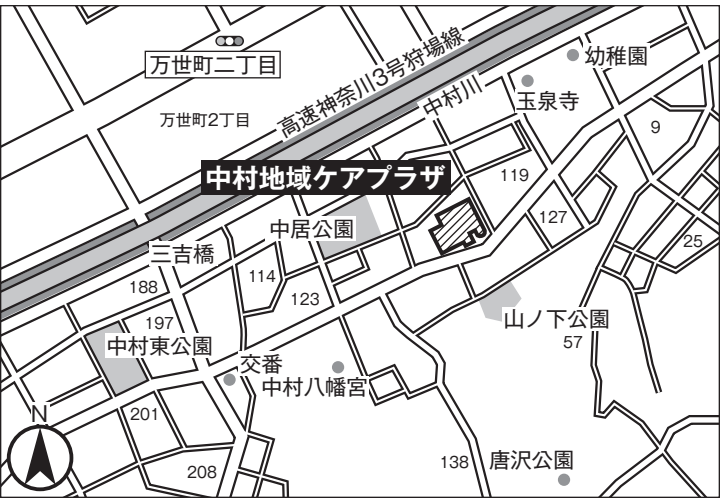 万世町二丁目
万世町2丁目
高速神奈川3号狩場線
中村川
幼稚園
玉泉寺
9
119
中村地域ケアプラザ
127
25
中居公園
三吉橋
114
188
123
197
山ノ下公園
57
中村東公園
交番
中村八幡宮
201
N
138
唐沢公園
208